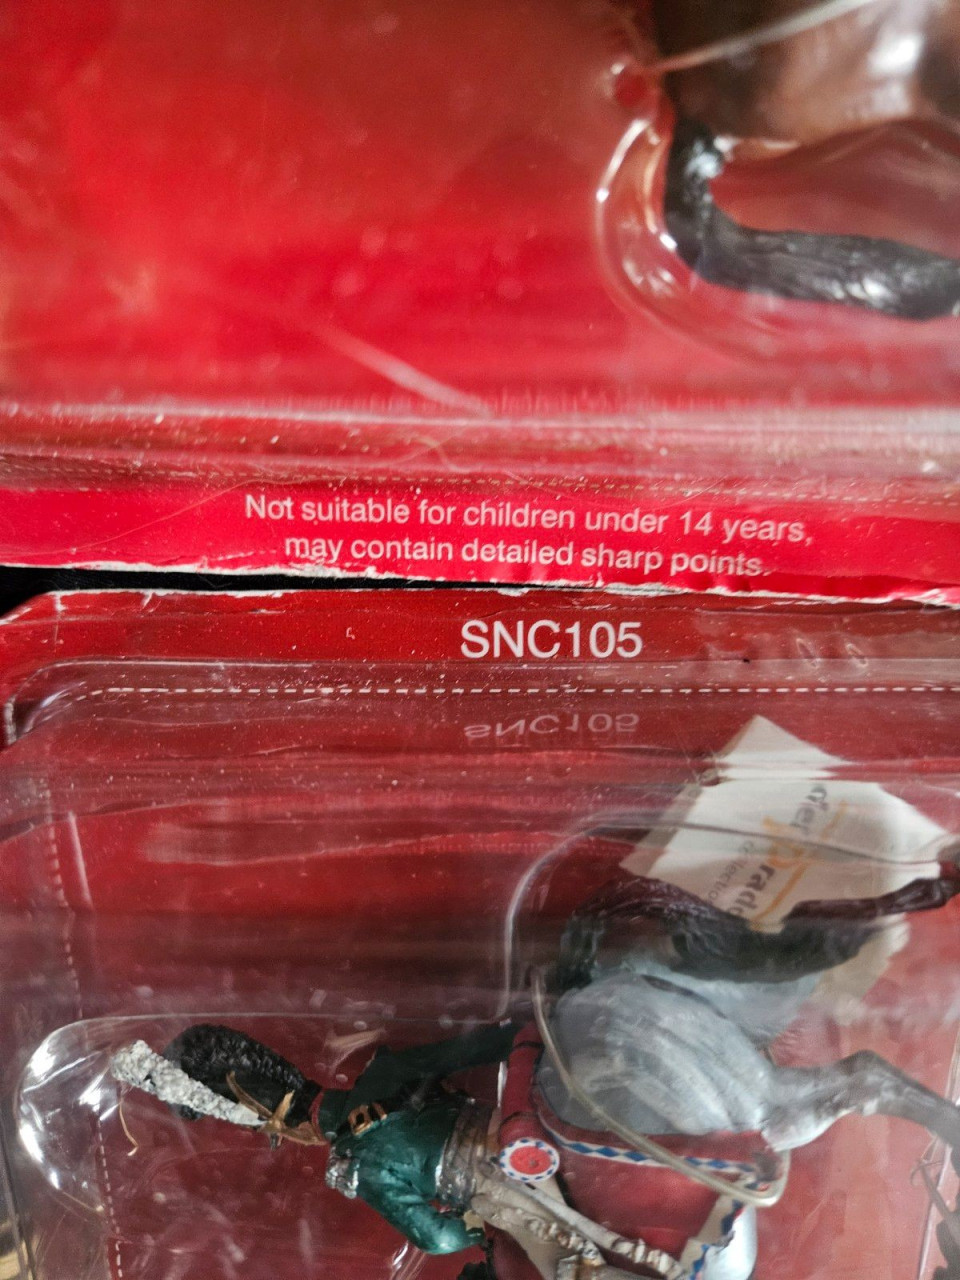 Not suitable for children under 14 years,
may contain detailed sharp points.
SNC105
SNC105